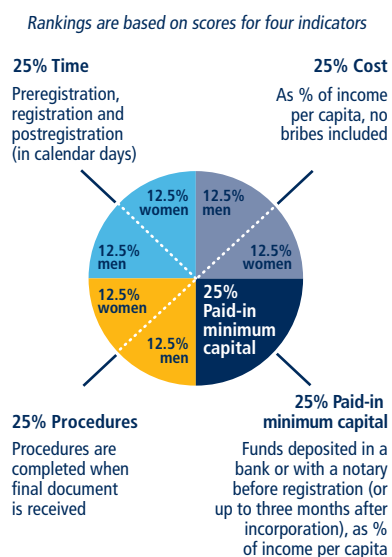 Rankings are based on scores for four indicators
25% Time
Preregistration,
registration and
postregistration
(in calendar days)
25% Cost
As % of income
per capita, no
bribes included
12.5%
women
12.5%
men
12.5%
men
12.5%
women
12.5%
women
12.5%
men
25%
Paid-in
minimum
capital
25% Procedures
Procedures are
completed when
final document
is received
25% Paid-in
minimum capital
Funds deposited in a
bank or with a notary
before registration (or
up to three months after
incorporation), as %
of income per capita